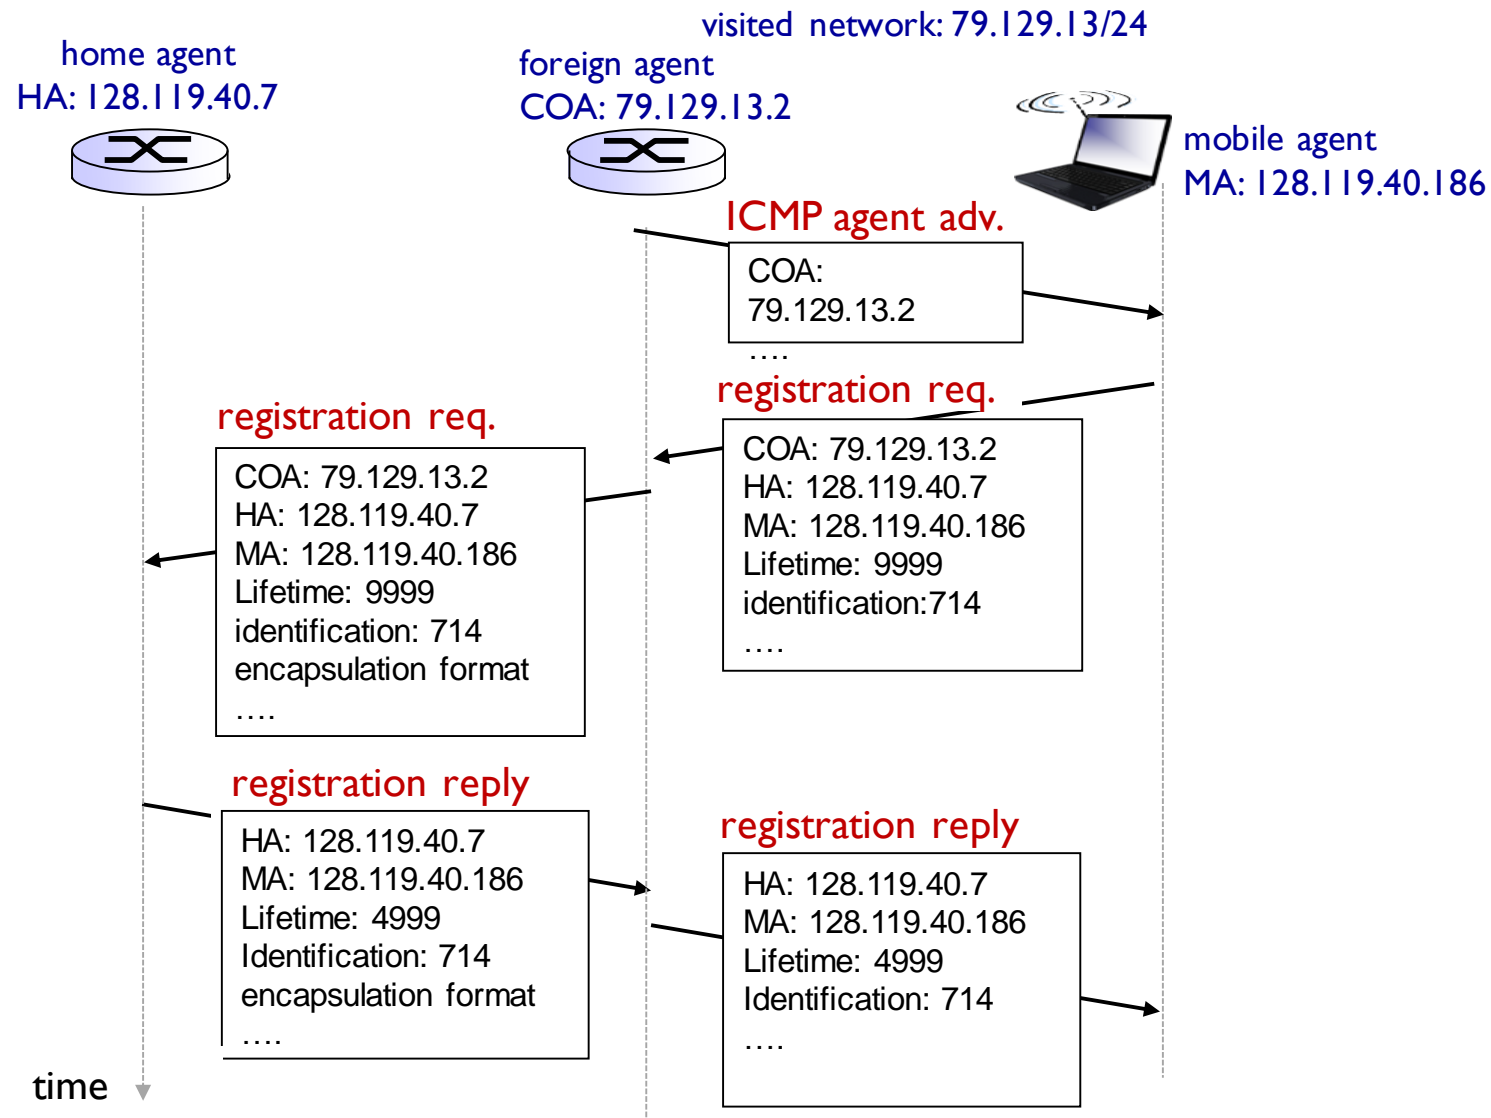 visited network: 79.129.13/24
home agent
HA: 128.119.40.7
foreign agent
COA: 79.129.13.2
mobile agent
MA: 128.119.40.186
ICMP agent adv.
COA:
79.129.13.2
….
registration req.
COA: 79.129.13.2
HA: 128.119.40.7
MA: 128.119.40.186
Lifetime: 9999
identification:714
….
registration req.
COA: 79.129.13.2
HA: 128.119.40.7
MA: 128.119.40.186
Lifetime: 9999
identification: 714
encapsulation format
….
registration reply
HA: 128.119.40.7
MA: 128.119.40.186
Lifetime: 4999
Identification: 714
encapsulation format
….
registration reply
HA: 128.119.40.7
MA: 128.119.40.186
Lifetime: 4999
Identification: 714
….
time